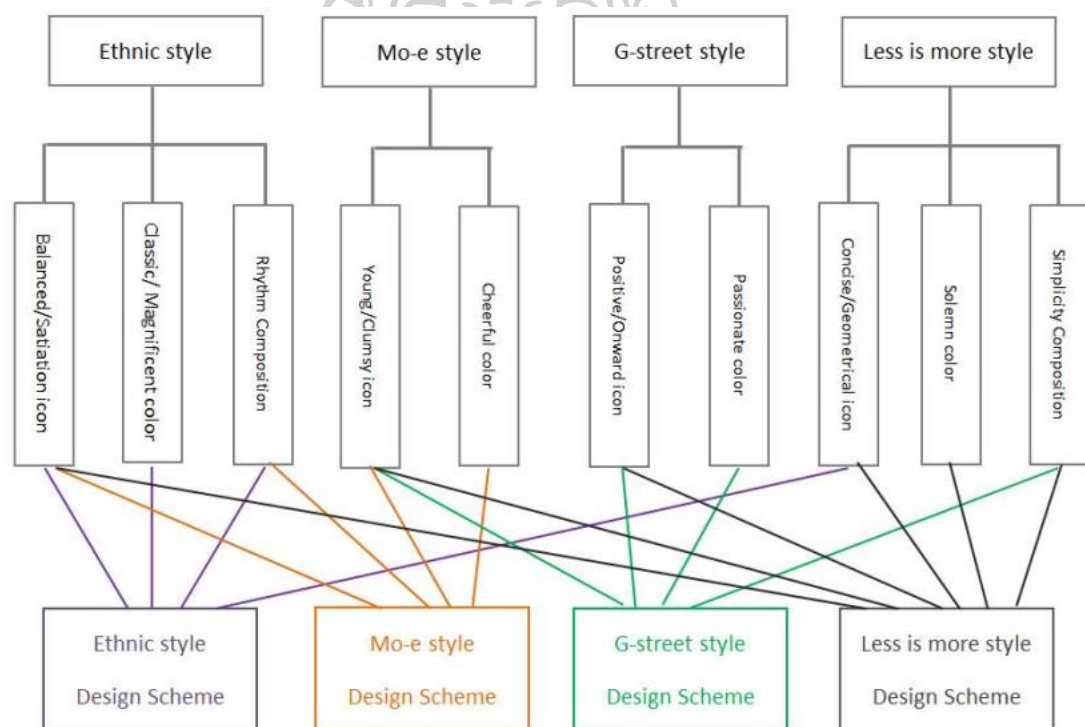 Ethnic style
Mo-e style
G-street style
Less is more style
Balanced/Satiation icon
Classic/ Magnificent color
Rhythm Composition
Young/Clumsy icon
Cheerful color
Positive/Onward icon
Passionate color
Concise/Geometrical icon
Solemn color
Simplicity Composition
Ethnic style
Design Scheme
Mo-e style
Design Scheme
G-street style
Design Scheme
Less is more style
Design Scheme